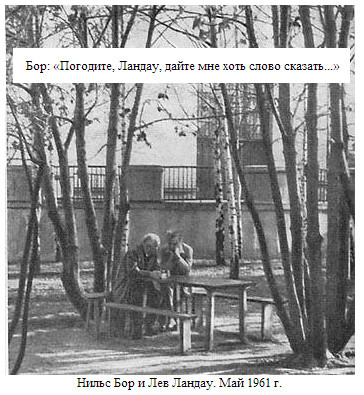 Бор: «Погодите, Ландау, дайте мне хоть слово сказать...»
Нильс Бор и Лев Ландау. Май 1961 г.